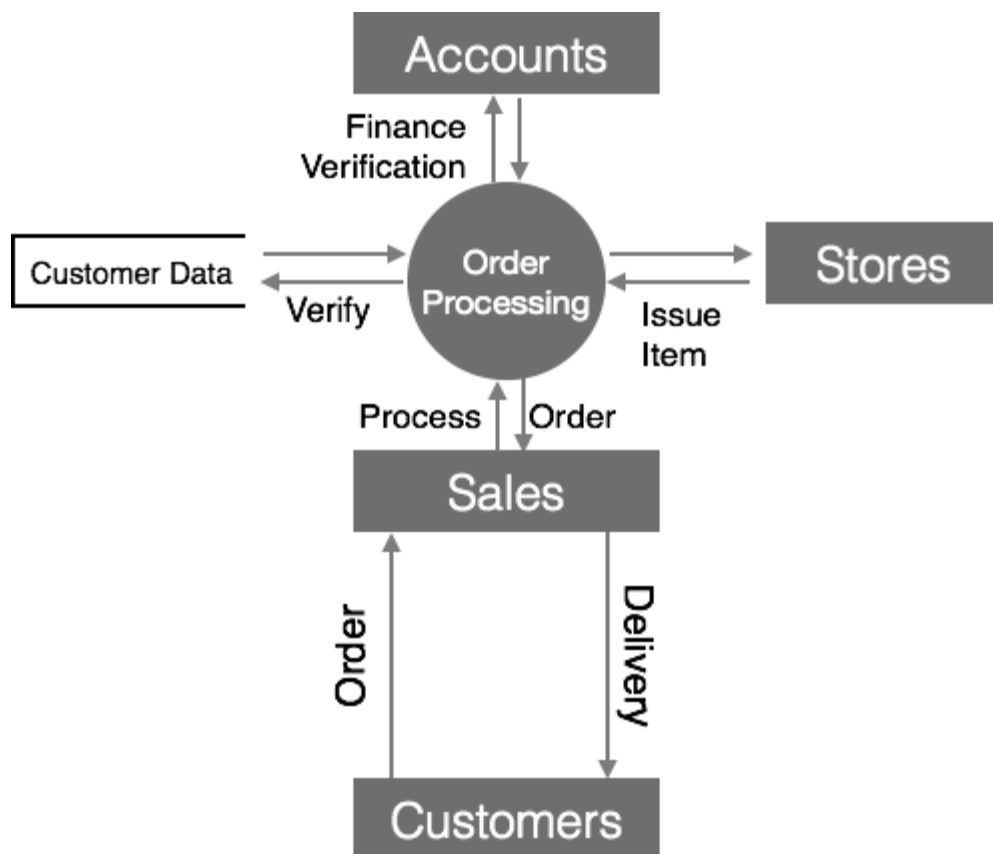 Accounts
Finance
Verification
Customer Data
Order
Processing
Stores
Verify
Issue
Item
Process
Order
Sales
Order
Delivery
Customers